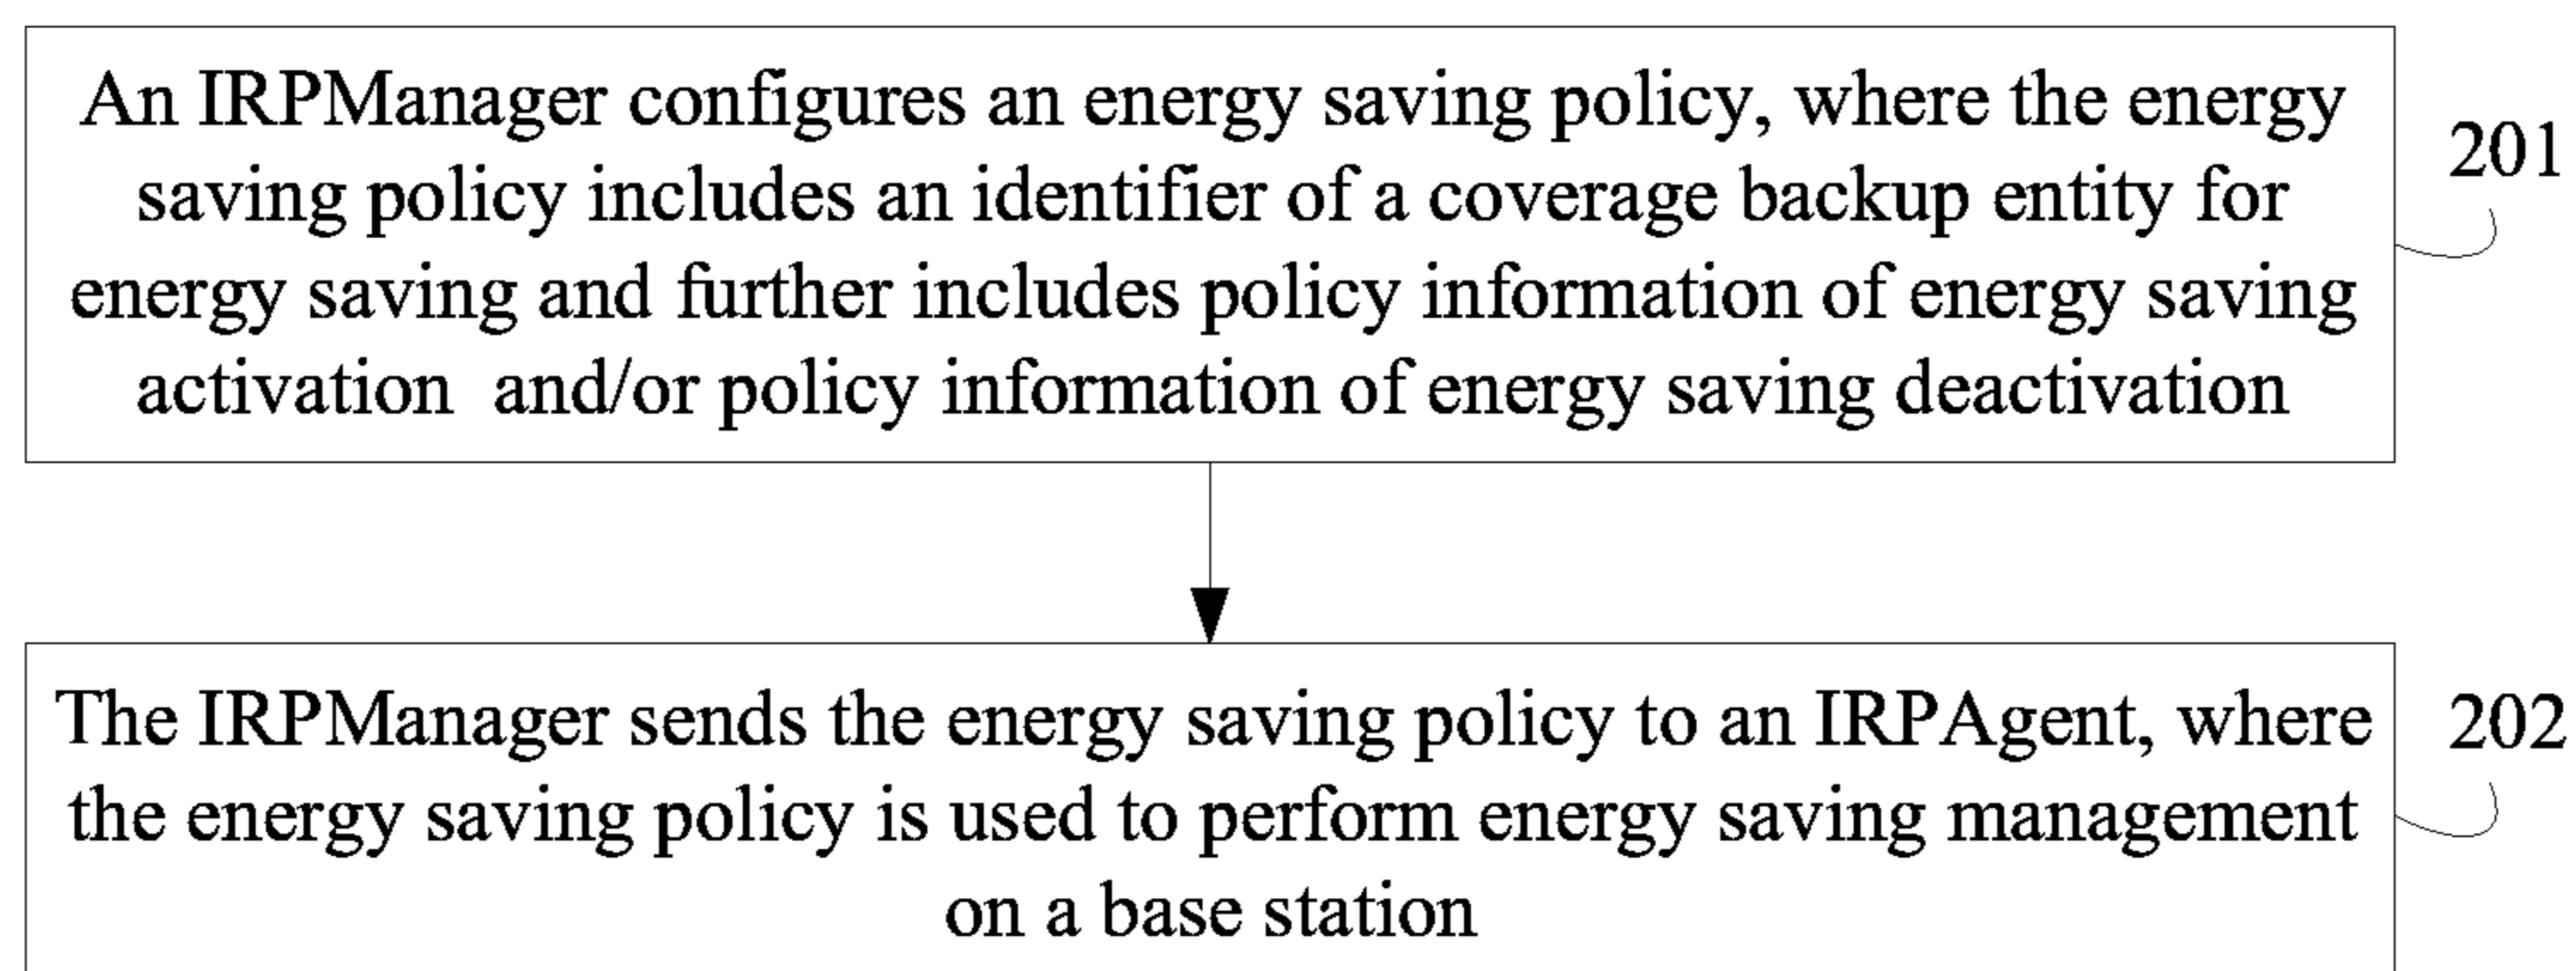 An IRPManager configures an energy saving policy, where the energy
saving policy includes an identifier of a coverage backup entity for
energy saving and further includes policy information of energy saving
activation and/or policy information of energy saving deactivation
201
The IRPManager sends the energy saving policy to an IRPAgent, where
the energy saving policy is used to perform energy saving management
on a base station
202